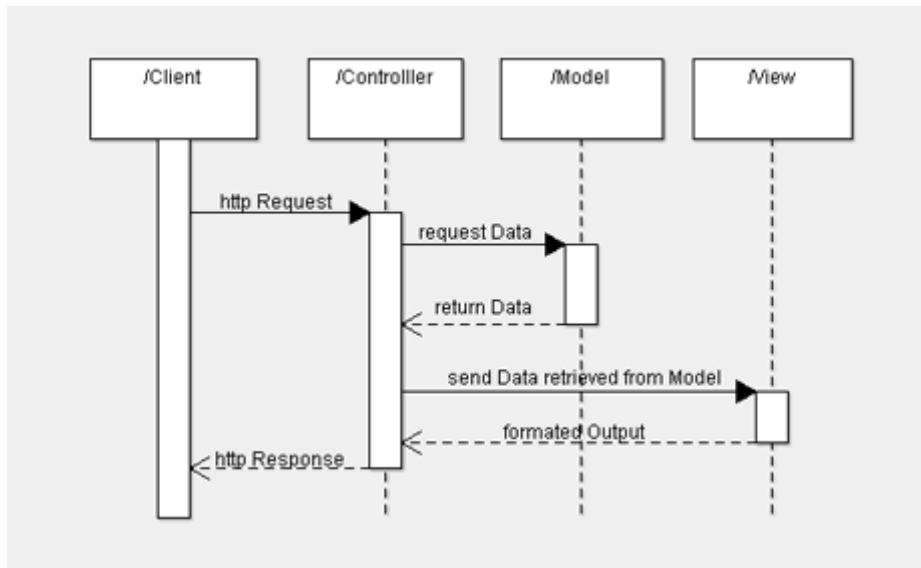 /Client
/Controlller
/Model
/View
http Request
request Data
return Data
send Data retrieved from Model
formated Output
http Response